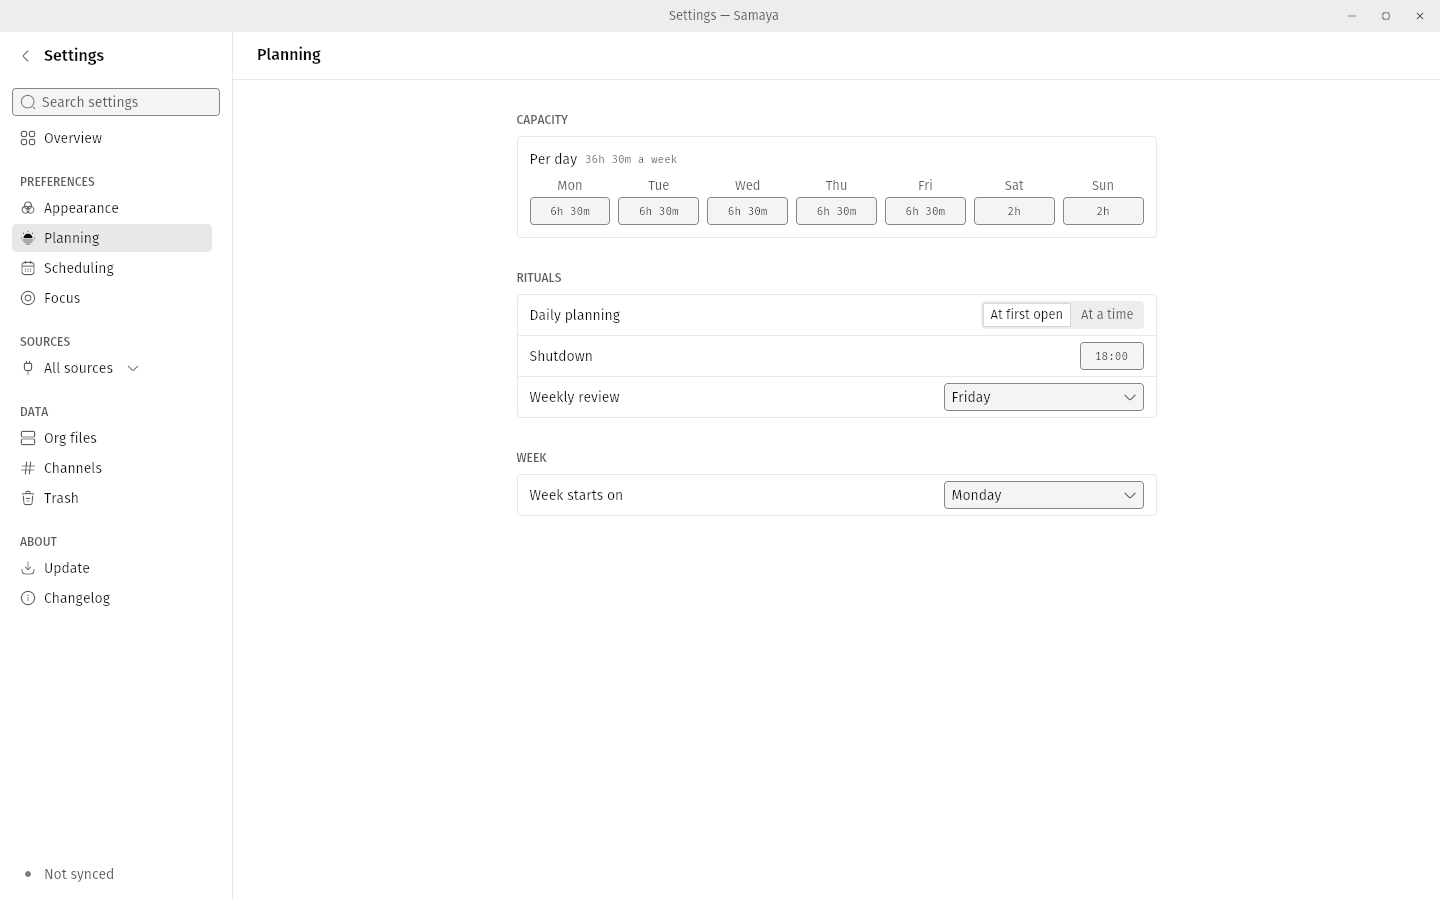 Settings — Samaya
Settings
Search settings
Overview
PREFERENCES
Appearance
Planning
Scheduling
Focus
SOURCES
All sources
DATA
Org files
Channels
Trash
ABOUT
Update
Changelog
Not synced
Planning
CAPACITY
Per day 36h 30m a week
Mon Tue Wed Thu Fri Sat Sun
6h 30m 6h 30m 6h 30m 6h 30m 6h 30m 2h 2h
RITUALS
Daily planning At first open At a time
Shutdown 18:00
Weekly review Friday
WEEK
Week starts on Monday